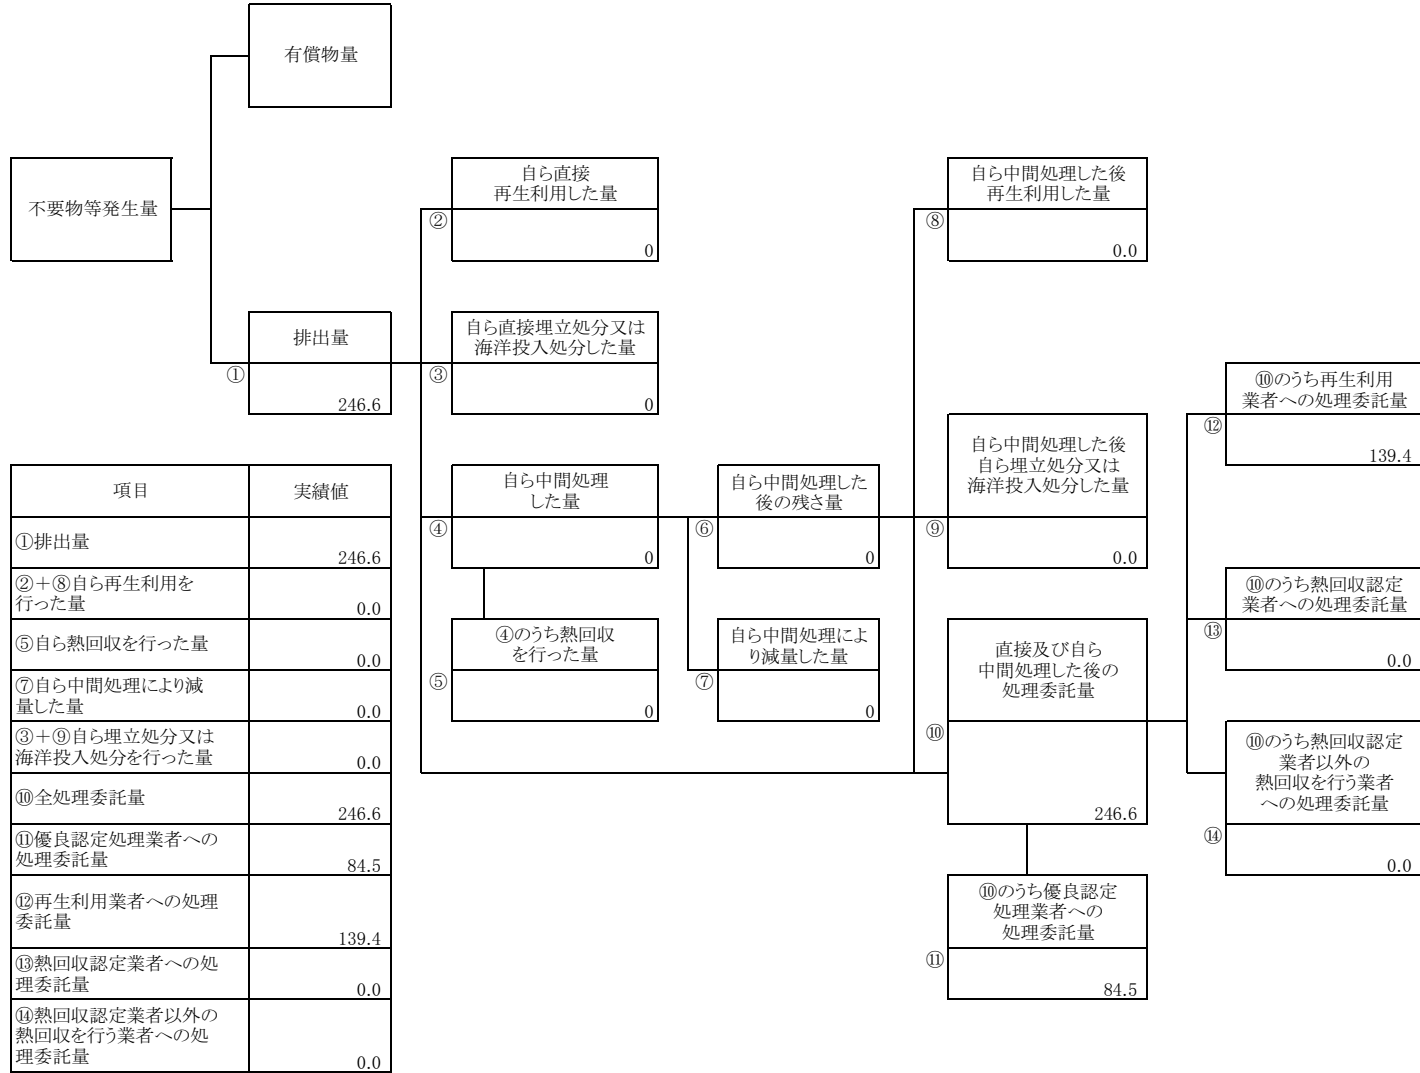 有償物量
不要物等発生量
自ら直接
再生利用した量
②
0
自ら中間処理した後
再生利用した量
⑧
0.0
排出量
①
246.6
自ら直接埋立処分又は
海洋投入処分した量
③
0
⑩のうち再生利用
業者への処理委託量
⑫
139.4
自ら中間処理
した量
④
0
自ら中間処理した
後の残さ量
⑥
0
自ら中間処理した後
自ら埋立処分又は
海洋投入処分した量
⑨
0.0
⑩のうち熱回収認定
業者への処理委託量
⑬
0.0
④のうち熱回収
を行った量
⑤
0
自ら中間処理によ
り減量した量
⑦
0
直接及び自ら
中間処理した後の
処理委託量
⑩
246.6
⑩のうち熱回収認定
業者以外の
熱回収を行う業者
への処理委託量
⑭
0.0
⑩のうち優良認定
処理業者への
処理委託量
⑪
84.5
項目 実績値
①排出量
246.6
②＋⑧自ら再生利用を
行った量
0.0
⑤自ら熱回収を行った量
0.0
⑦自ら中間処理により減
量した量
0.0
③＋⑨自ら埋立処分又は
海洋投入処分を行った量
0.0
⑩全処理委託量
246.6
⑪優良認定処理業者への
処理委託量
84.5
⑫再生利用業者への処理
委託量
139.4
⑬熱回収認定業者への処
理委託量
0.0
⑭熱回収認定業者以外の
熱回収を行う業者への処
理委託量
0.0